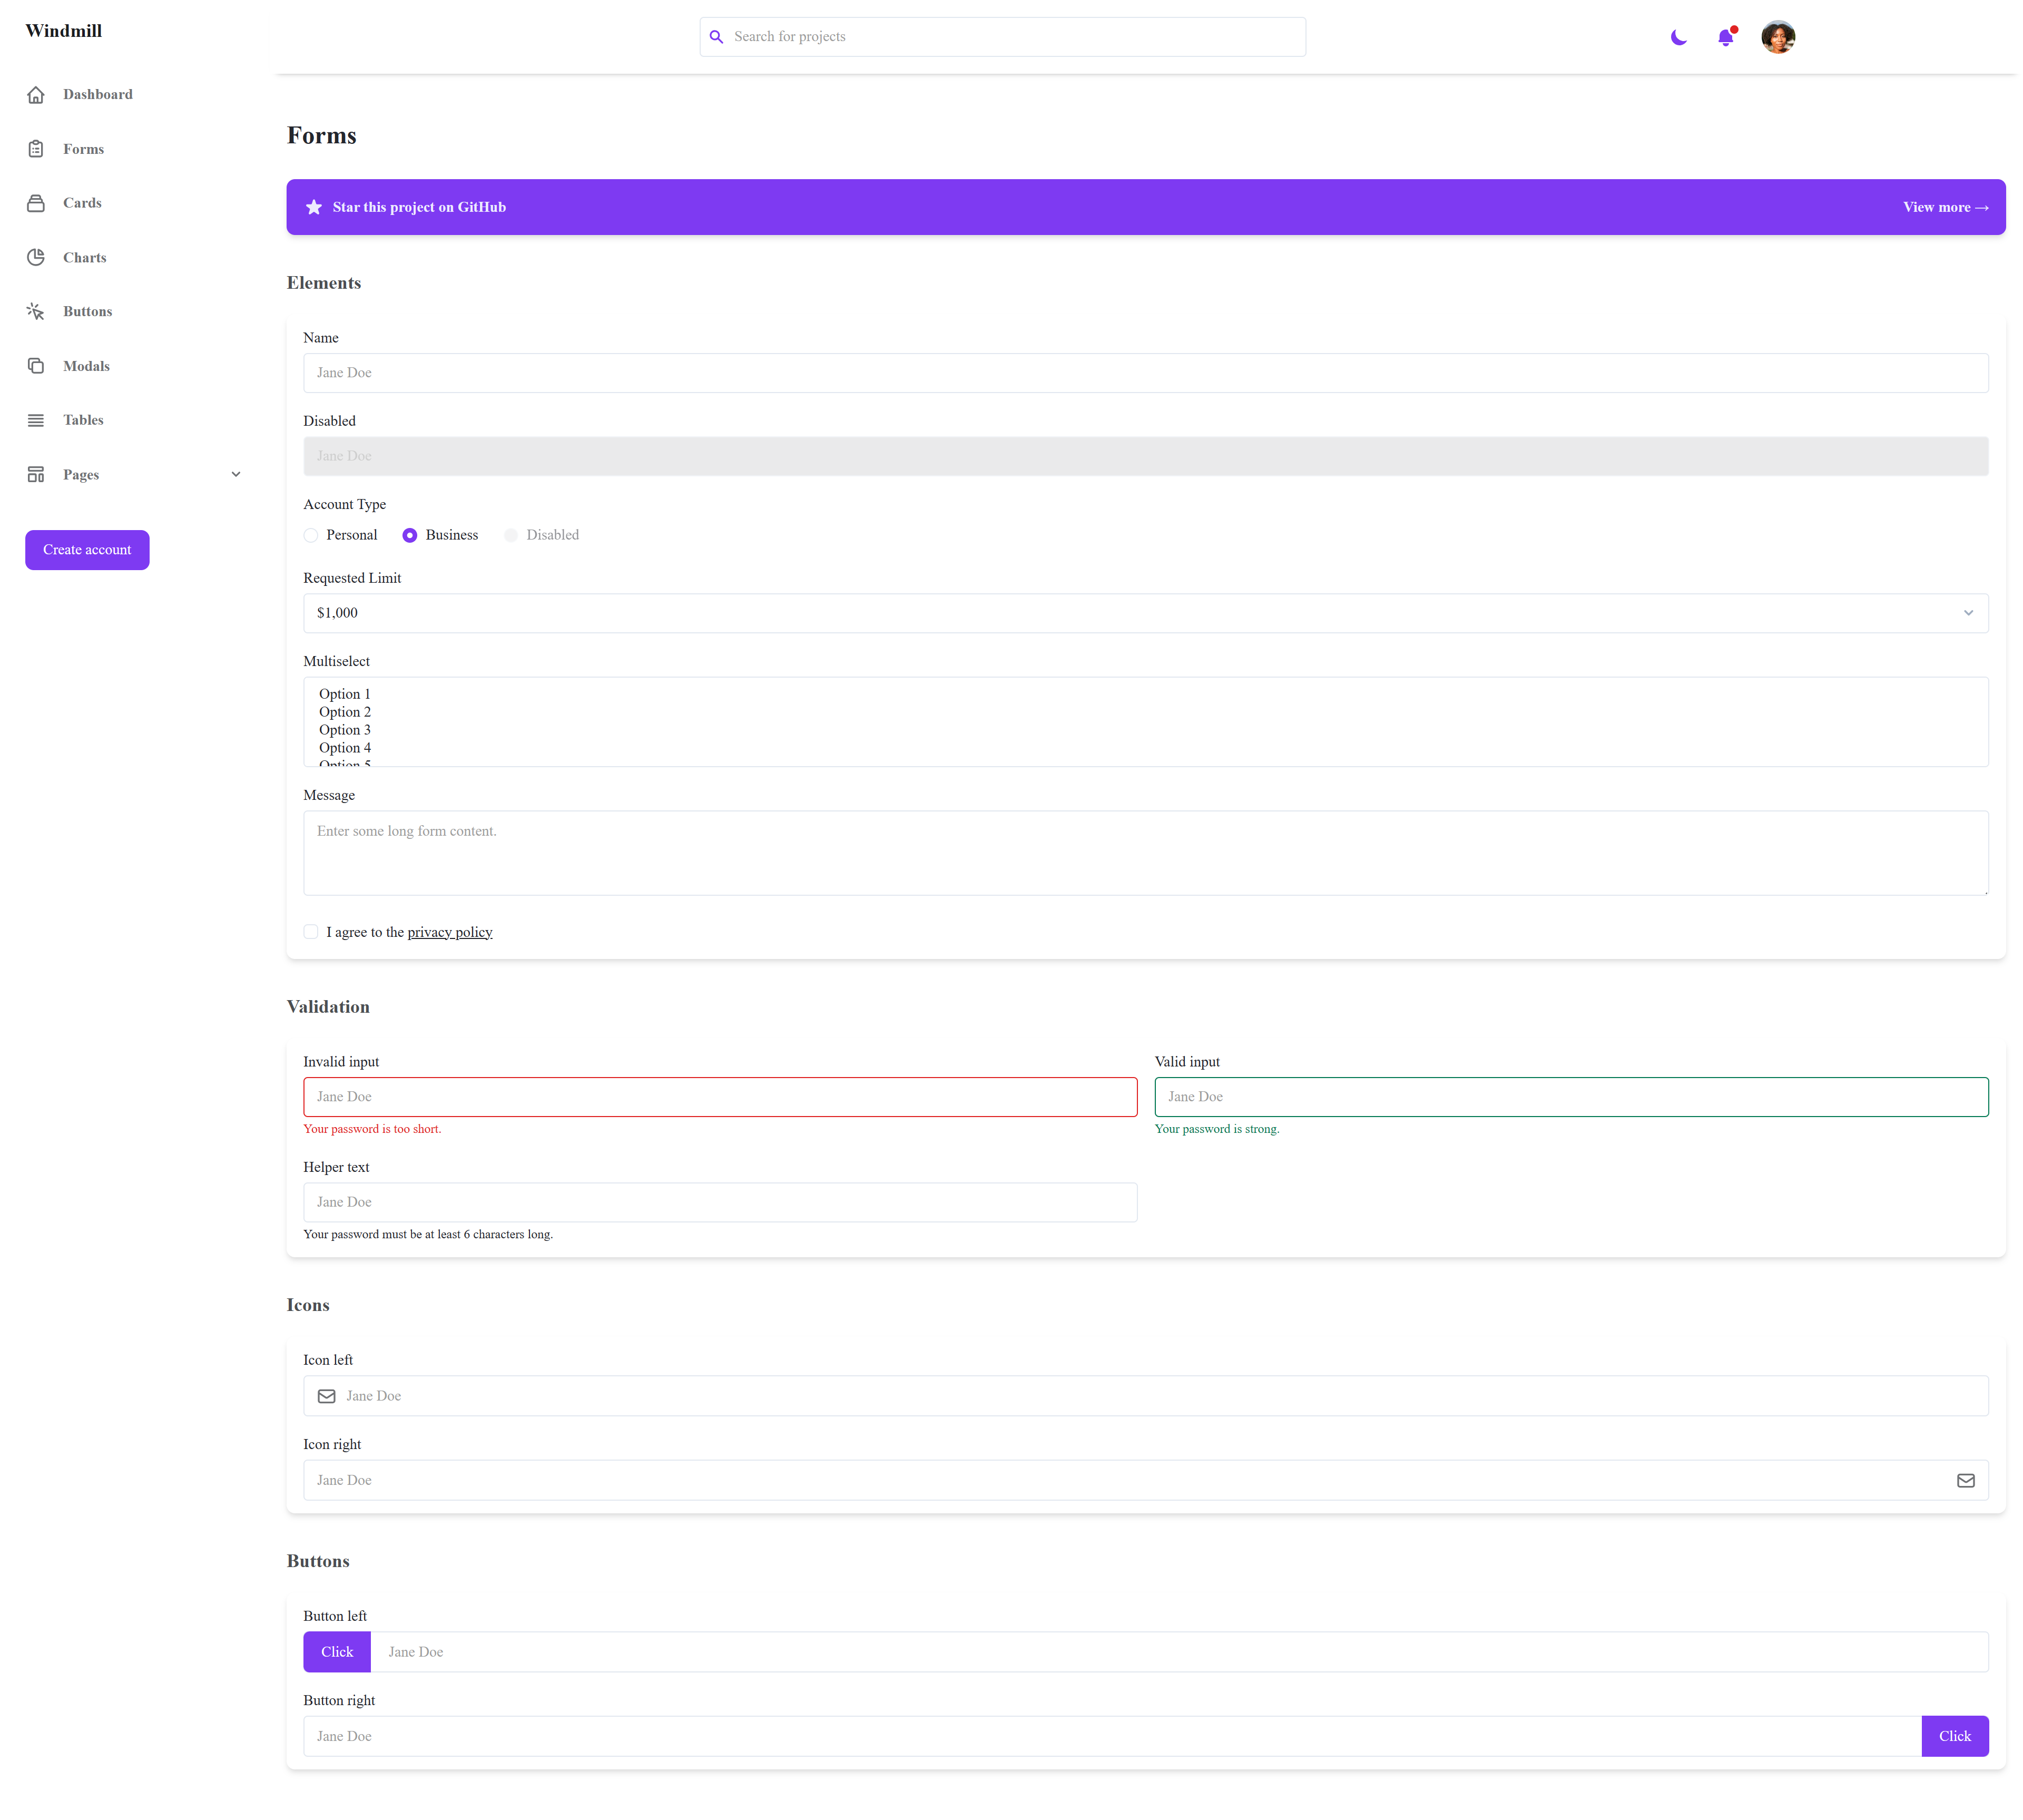 Windmill
Search for projects
Dashboard
Forms
Cards
Charts
Buttons
Modals
Tables
Pages
Create account
Forms
Star this project on GitHub
View more →
Elements
Name
Jane Doe
Disabled
Jane Doe
Account Type
Personal
Business
Disabled
Requested Limit
$1,000
Multiselect
Option 1
Option 2
Option 3
Option 4
Option 5
Message
Enter some long form content.
I agree to the privacy policy
Validation
Invalid input
Jane Doe
Your password is too short.
Valid input
Jane Doe
Your password is strong.
Helper text
Jane Doe
Your password must be at least 6 characters long.
Icons
Icon left
Jane Doe
Icon right
Jane Doe
Buttons
Button left
Click
Jane Doe
Button right
Jane Doe
Click